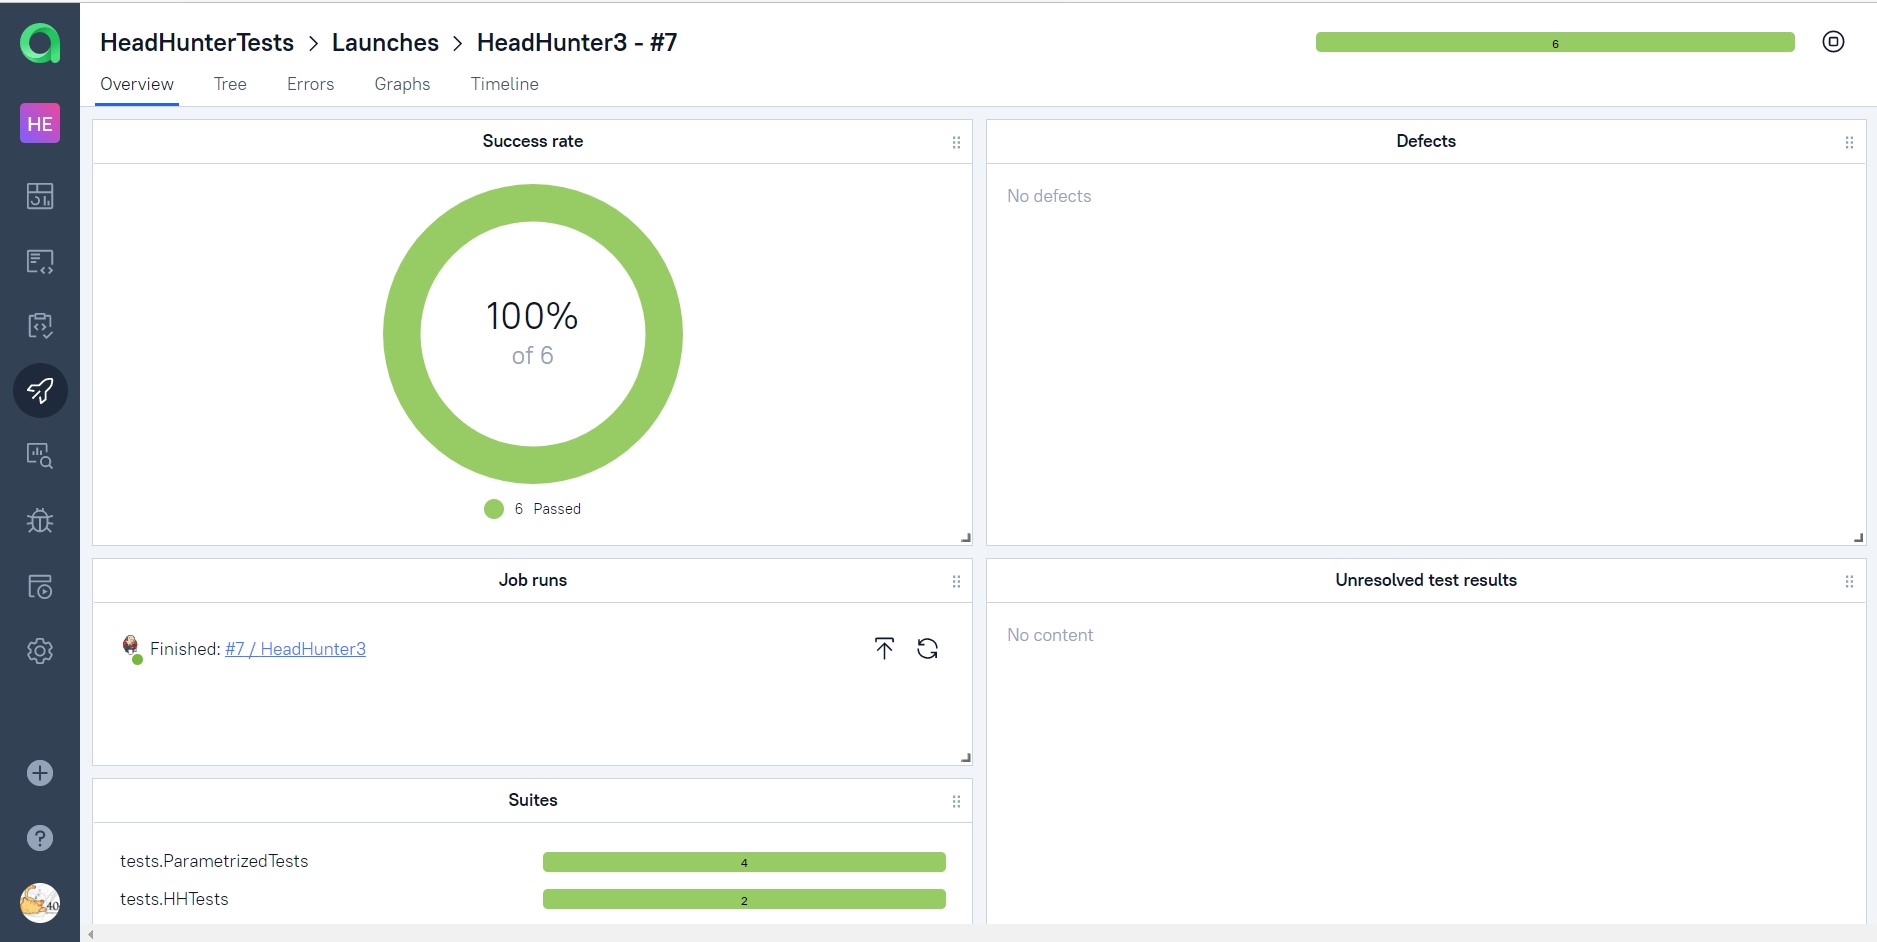 HeadHunterTests > Launches > HeadHunter3 - #7
6
Overview Tree Errors Graphs Timeline
HE
Success rate
100%
of 6
6 Passed
Defects
No defects
Job runs
Finished: #7 / HeadHunter3
Unresolved test results
No content
Suites
tests.ParametrizedTests 4
tests.HHTests 2
40